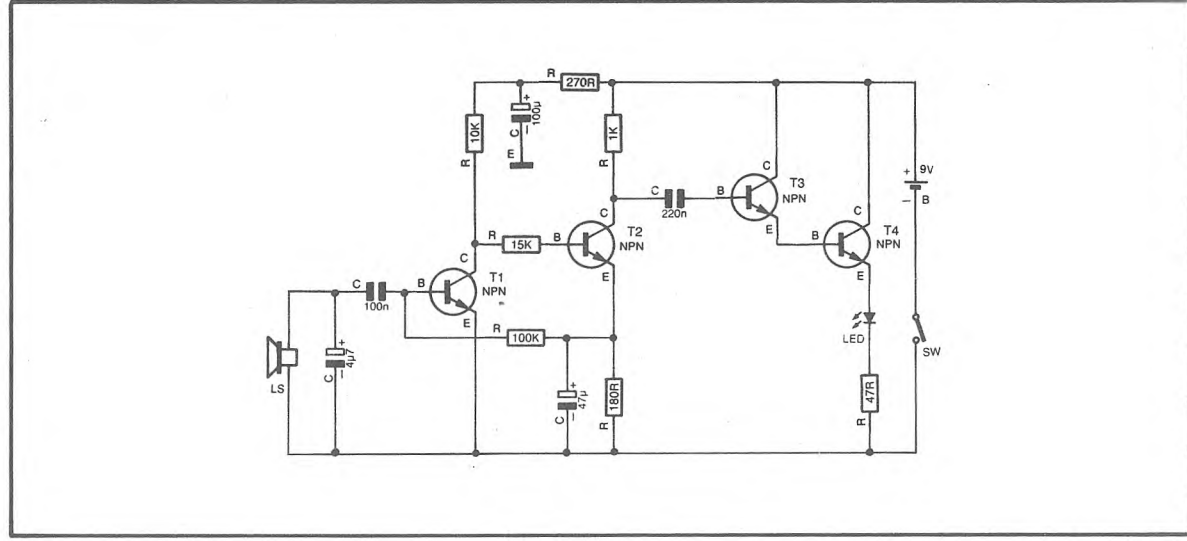 R 270R
+ 100µ − C
E
10K R
1K R
C 220n
B C T3 NPN E
+ 9V − B
R 15K
B C T2 NPN E
B C T4 NPN E
C 100n
B C T1 NPN E
R 100K
LS
+ 4µ7 − C
+ 47µ − C
180R R
LED
47R R
SW